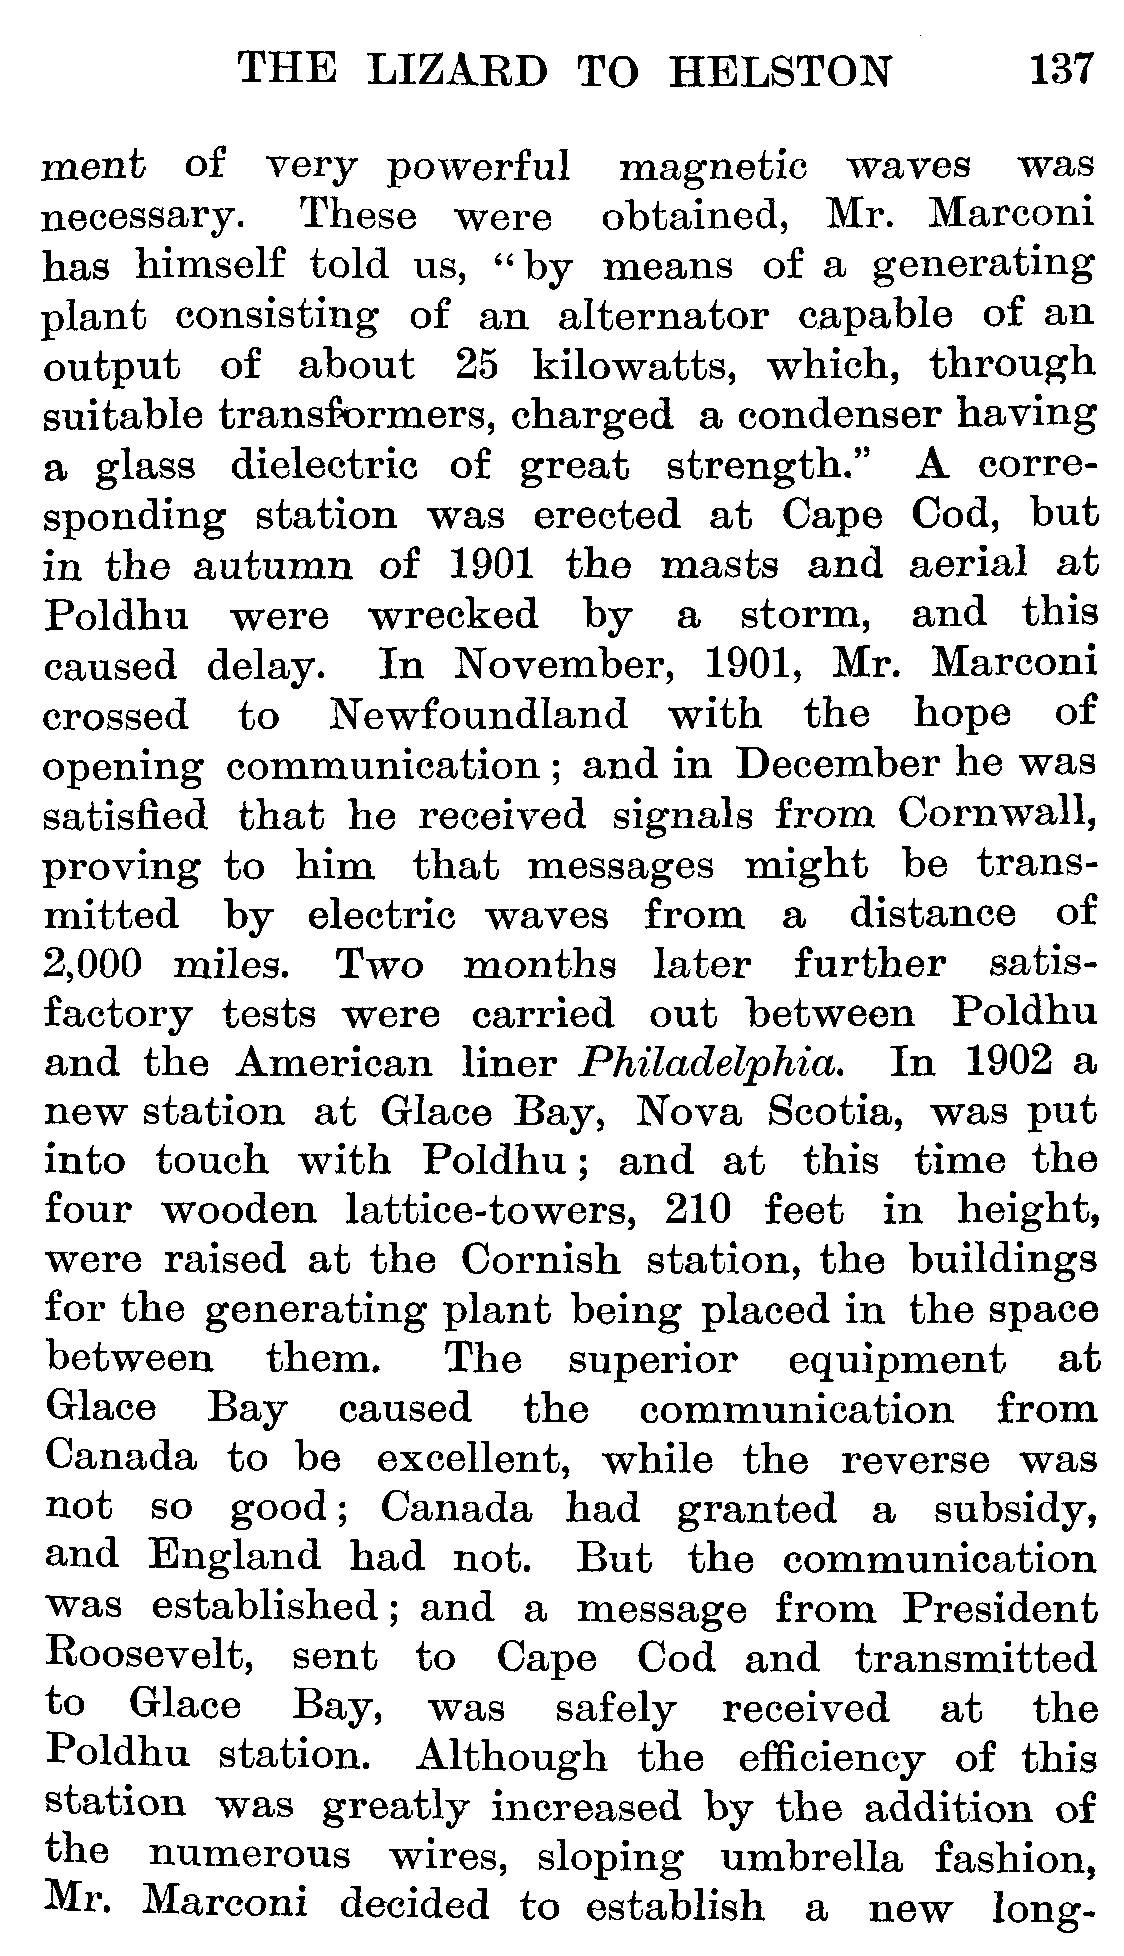 THE LIZARD TO HELSTON 137
ment of very powerful magnetic waves was
necessary. These were obtained, Mr. Marconi
has himself told us, “by means of a generating
plant consisting of an alternator capable of an
output of about 25 kilowatts, which, through
suitable transformers, charged a condenser having
a glass dielectric of great strength.” A corre-
sponding station was erected at Cape Cod, but
in the autumn of 1901 the masts and aerial at
Poldhu were wrecked by a storm, and this
caused delay. In November, 1901, Mr. Marconi
crossed to Newfoundland with the hope of
opening communication; and in December he was
satisfied that he received signals from Cornwall,
proving to him that messages might be trans-
mitted by electric waves from a distance of
2,000 miles. Two months later further satis-
factory tests were carried out between Poldhu
and the American liner Philadelphia. In 1902 a
new station at Glace Bay, Nova Scotia, was put
into touch with Poldhu; and at this time the
four wooden lattice-towers, 210 feet in height,
were raised at the Cornish station, the buildings
for the generating plant being placed in the space
between them. The superior equipment at
Glace Bay caused the communication from
Canada to be excellent, while the reverse was
not so good; Canada had granted a subsidy,
and England had not. But the communication
was established; and a message from President
Roosevelt, sent to Cape Cod and transmitted
to Glace Bay, was safely received at the
Poldhu station. Although the efficiency of this
station was greatly increased by the addition of
the numerous wires, sloping umbrella fashion,
Mr. Marconi decided to establish a new long-